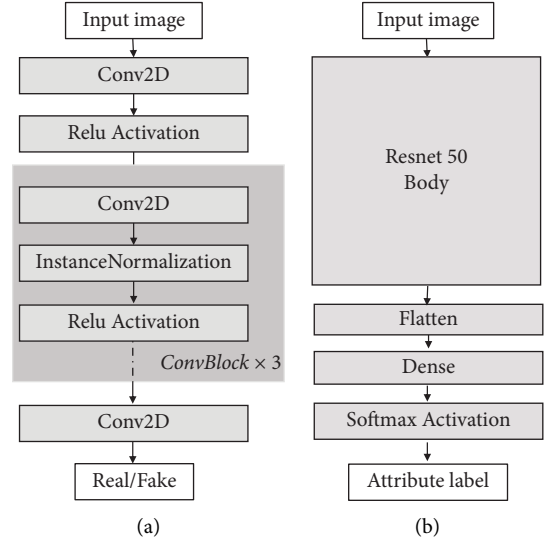 Input image
Conv2D
Relu Activation
Conv2D
InstanceNormalization
Relu Activation
ConvBlock × 3
Conv2D
Real/Fake
(a)
Input image
Resnet 50
Body
Flatten
Dense
Softmax Activation
Attribute label
(b)